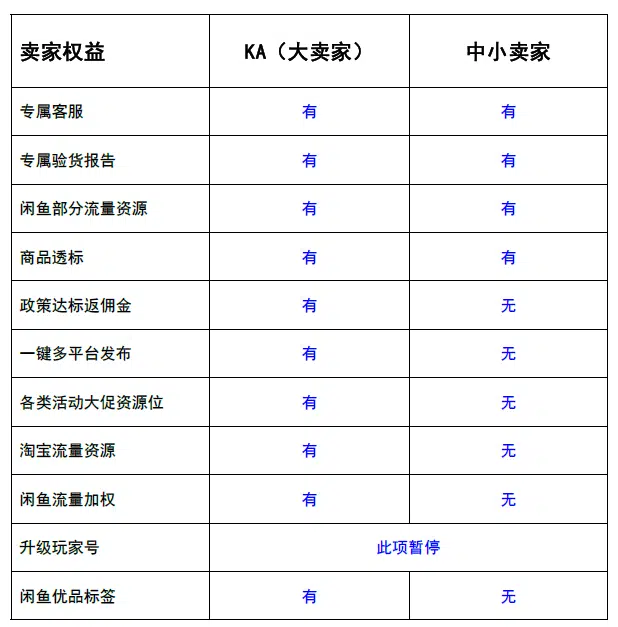 卖家权益 KA（大卖家） 中小卖家
专属客服 有 有
专属验货报告 有 有
闲鱼部分流量资源 有 有
商品透标 有 有
政策达标返佣金 有 无
一键多平台发布 有 无
各类活动大促资源位 有 无
淘宝流量资源 有 无
闲鱼流量加权 有 无
升级玩家号 此项暂停
闲鱼优品标签 有 无